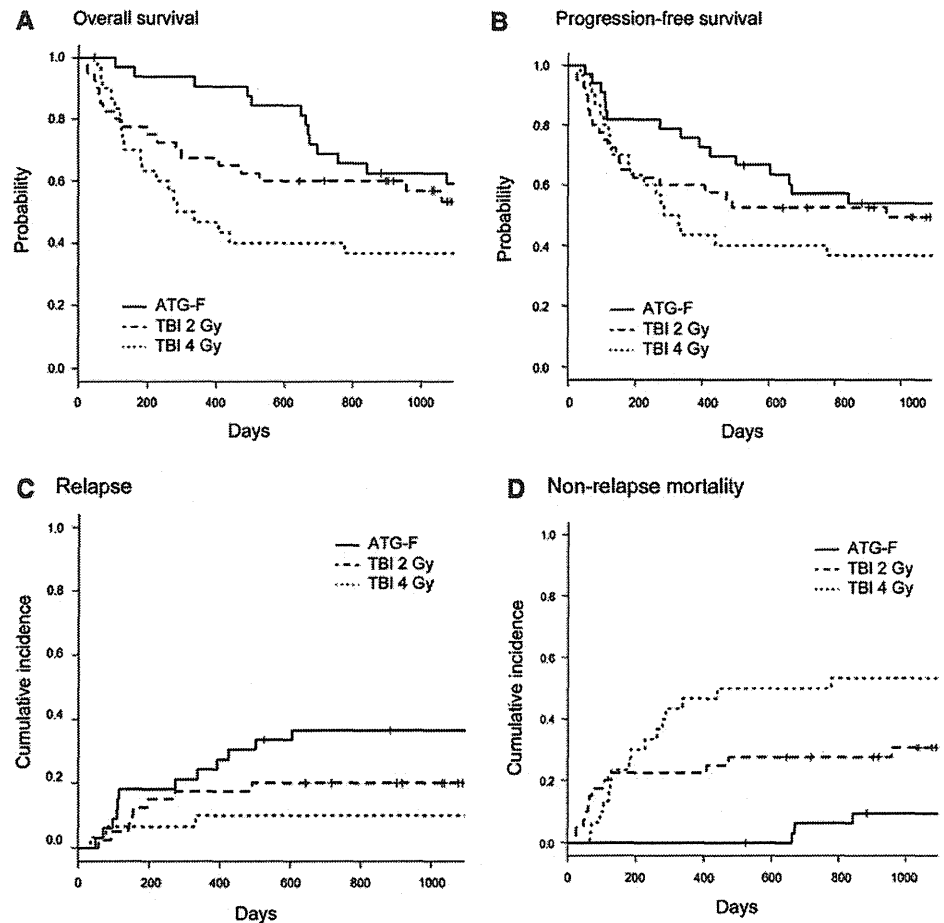 A Overall survival
Probability
1.0
0.8
0.6
0.4
0.2
0.0
ATG-F
TBI 2 Gy
TBI 4 Gy
0 200 400 600 800 1000
Days
B Progression-free survival
Probability
1.0
0.8
0.6
0.4
0.2
0.0
ATG-F
TBI 2 Gy
TBI 4 Gy
0 200 400 600 800 1000
Days
C Relapse
Cumulative incidence
1.0
0.8
0.6
0.4
0.2
0.0
ATG-F
TBI 2 Gy
TBI 4 Gy
0 200 400 600 800 1000
Days
D Non-relapse mortality
Cumulative incidence
1.0
0.8
0.6
0.4
0.2
0.0
ATG-F
TBI 2 Gy
TBI 4 Gy
0 200 400 600 800 1000
Days